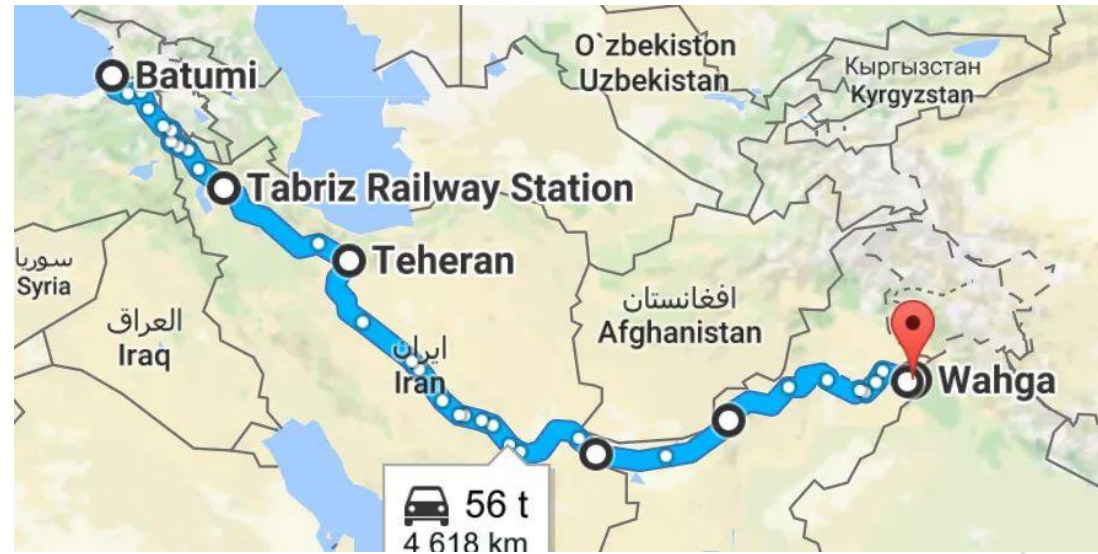 O`zbekiston
Uzbekistan
Кыргызстан
Kyrgyzstan
Batumi
Tabriz Railway Station
Teheran
سوريا
Syria
العراق
Iraq
ایران
Iran
افغانستان
Afghanistan
Wahga
56 t
4 618 km